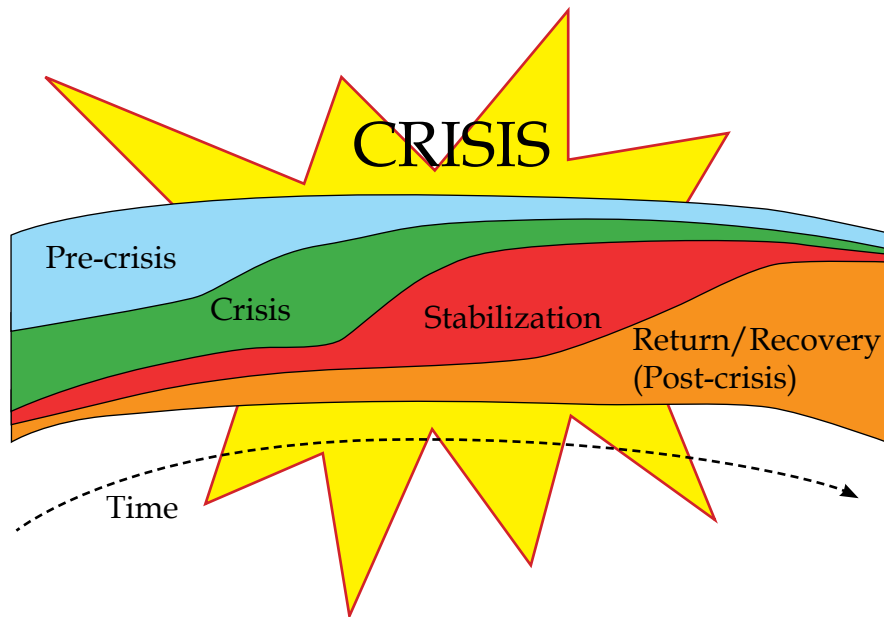 CRISIS
Pre-crisis
Crisis
Stabilization
Return/Recovery
(Post-crisis)
Time